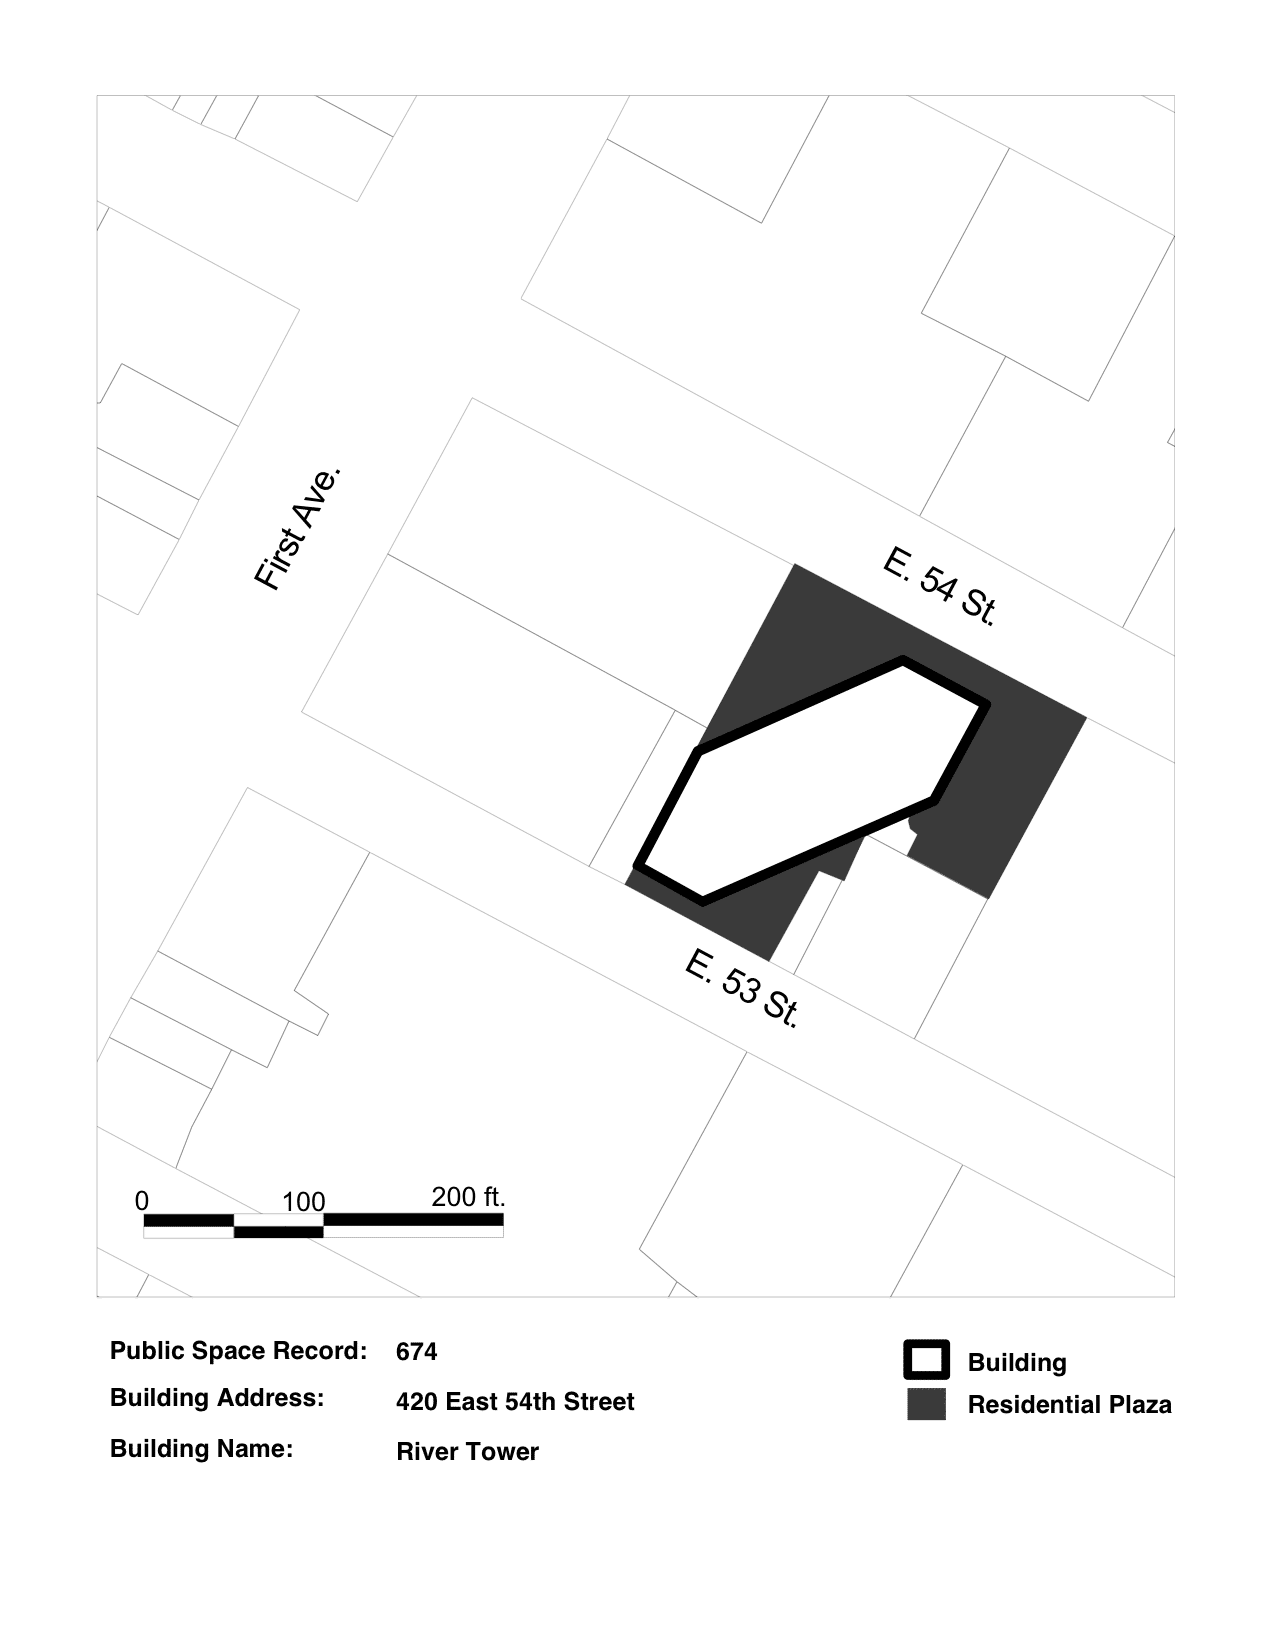 First Ave.
E. 54 St.
E. 53 St.
0 100 200 ft.
Public Space Record: 674
Building Address: 420 East 54th Street
Building Name: River Tower
Building
Residential Plaza